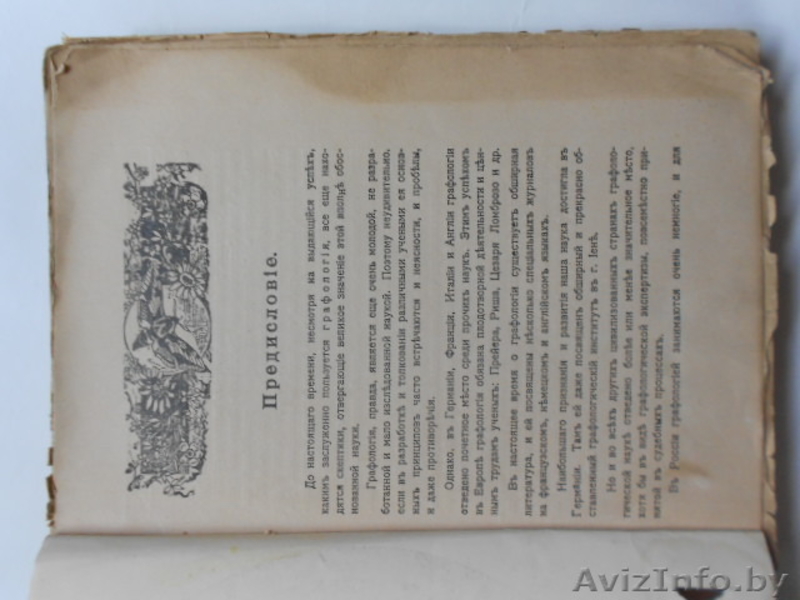 Предисловіе.
До настоящаго времени, несмотря на выдающійся успѣхъ,
какимъ заслуженно пользуется графологія, все еще нахо-
дятся скептики, отвергающіе великое значеніе этой вполнѣ обос-
нованной науки.
Графологія, правда, является еще очень молодой, не разра-
ботанной и мало изслѣдованной наукой. Поэтому неудивительно,
если въ разработкѣ и толкованіи различными учеными ея основ-
ныхъ принциповъ часто встрѣчаются и неясности, и пробѣлы,
и даже противорѣчія.
Однако, въ Германіи, Франціи, Италіи и Англіи графологіи
отведено почетное мѣсто среди прочихъ наукъ. Этимъ успѣхомъ
въ Европѣ графологія обязана плодотворной дѣятельности и цѣн-
нымъ трудамъ ученыхъ: Прейера, Риша, Цезаря Ломброзо и др.
Въ настоящее время о графологіи существуетъ обширная
литература, и ей посвящены нѣсколько спеціальныхъ журналовъ
на французскомъ, нѣмецкомъ и англійскомъ языкахъ.
Наибольшаго признанія и развитія наша наука достигла въ
Германіи. Такъ ей даже посвященъ обширный и прекрасно об-
ставленный графологическій институтъ въ г. Іенѣ.
Но и во всѣхъ другихъ цивилизованныхъ странахъ графоло-
гической наукѣ отведено болѣе или менѣе значительное мѣсто,
хотя бы въ видѣ графологической экспертизы, повсемѣстно при-
нятой въ судебныхъ процессахъ.
Въ Россіи графологіей занимаются очень немногіе, и для
AvizInfo.by